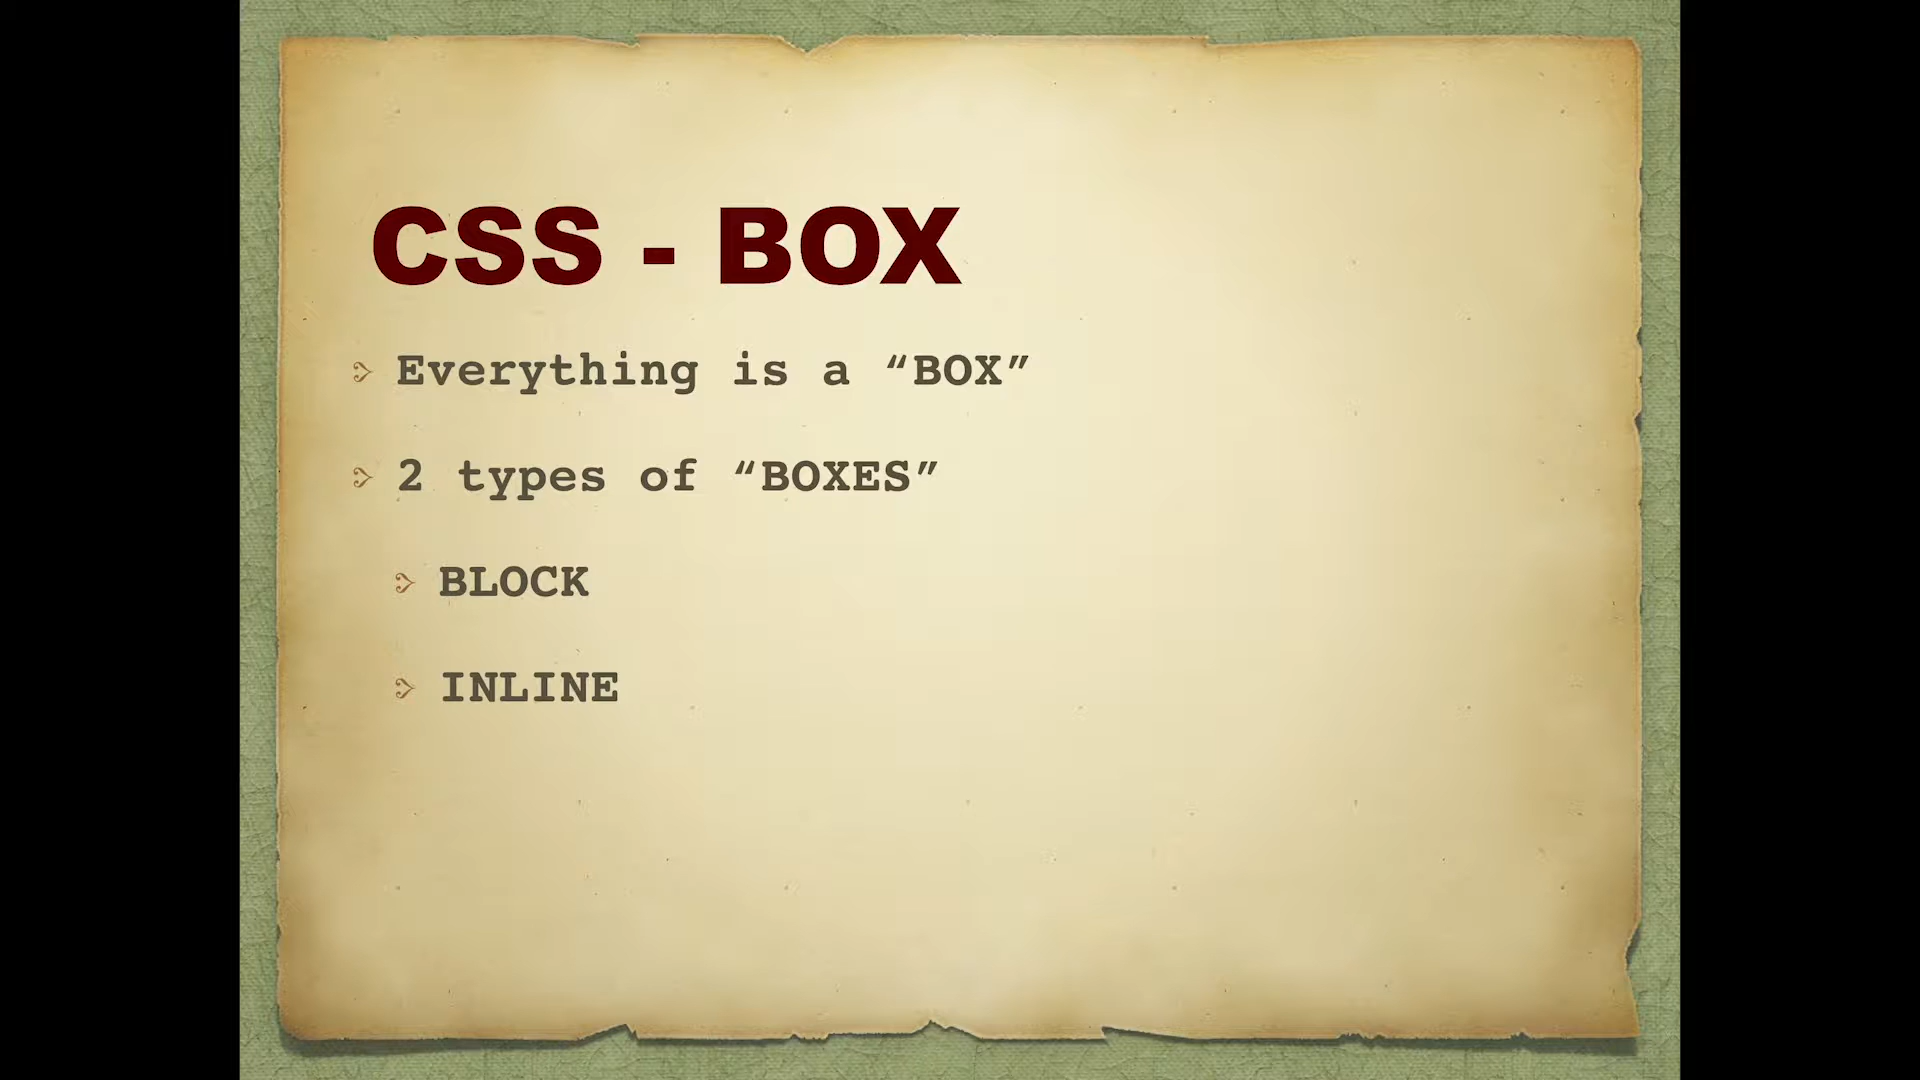 CSS - BOX
Everything is a “BOX”
2 types of “BOXES”
BLOCK
INLINE